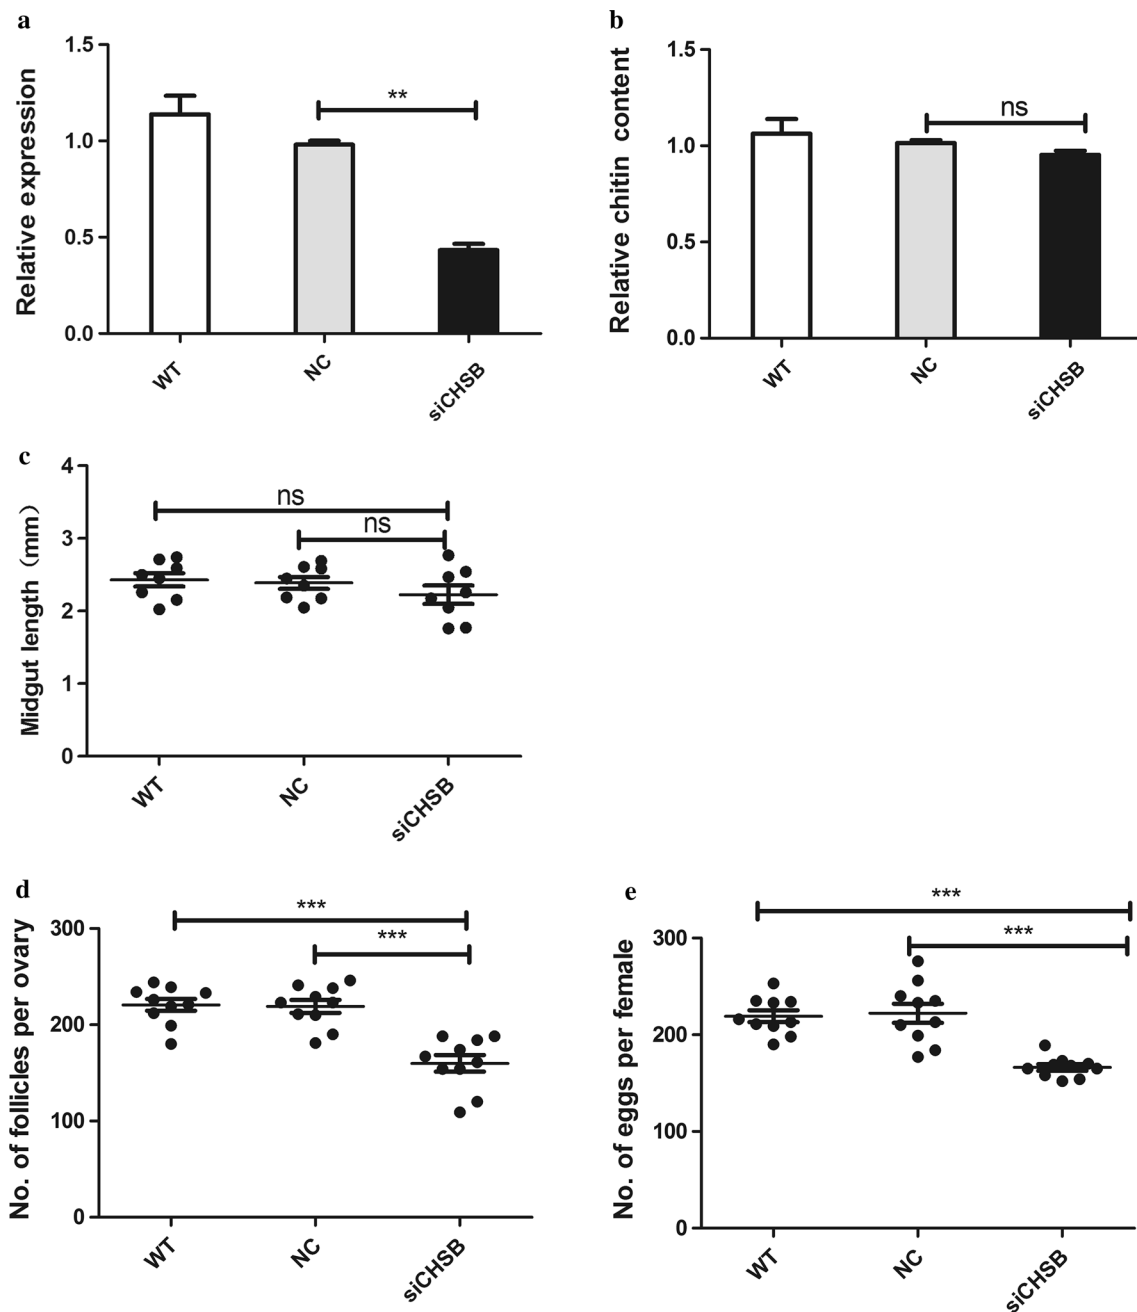 a
Relative expression
1.5
1.0
0.5
0.0
**
WT
NC
siCHSB
b
Relative chitin content
1.5
1.0
0.5
0.0
ns
WT
NC
siCHSB
c
Midgut length (mm)
4
3
2
1
0
ns
ns
WT
NC
siCHSB
d
No. of follicles per ovary
300
200
100
0
***
***
WT
NC
siCHSB
e
No. of eggs per female
300
200
100
0
***
***
WT
NC
siCHSB